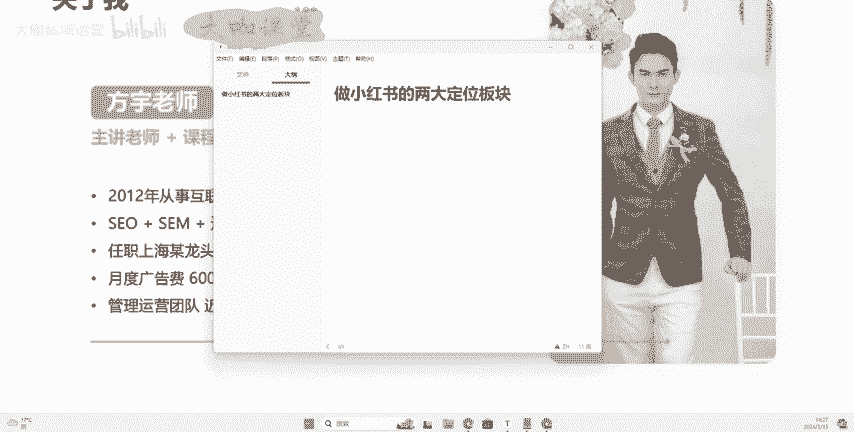 关于我
大咖私域运营 bilibili
文件(F) 编辑(E) 段落(P) 格式(O) 视图(V) 主题(T) 帮助(H)
文件 大纲
做小红书的两大定位板块
做小红书的两大定位板块
方宇老师
主讲老师 + 课程
2012年从事互联
SEO + SEM +
任职上海某龙头
月度广告费 600
管理运营团队 近
17°C
搜索